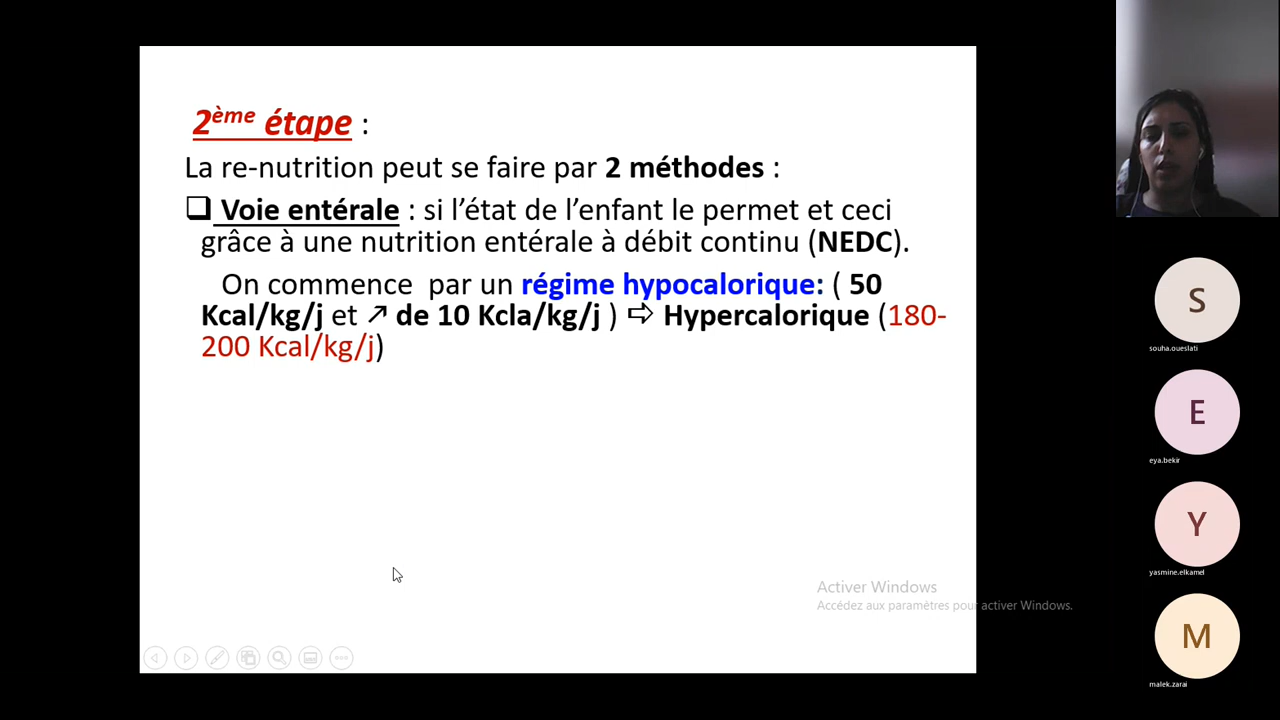 2ème étape :
La re-nutrition peut se faire par 2 méthodes :
❑ Voie entérale : si l’état de l’enfant le permet et ceci
grâce à une nutrition entérale à débit continu (NEDC).
On commence par un régime hypocalorique: ( 50
Kcal/kg/j et ↗ de 10 Kcla/kg/j ) ⇨ Hypercalorique (180-
200 Kcal/kg/j)
Activer Windows
Accédez aux paramètres pour activer Windows.
S
souha.oueslati
E
eya.bekir
Y
yasmine.elkamel
M
malek.zarai